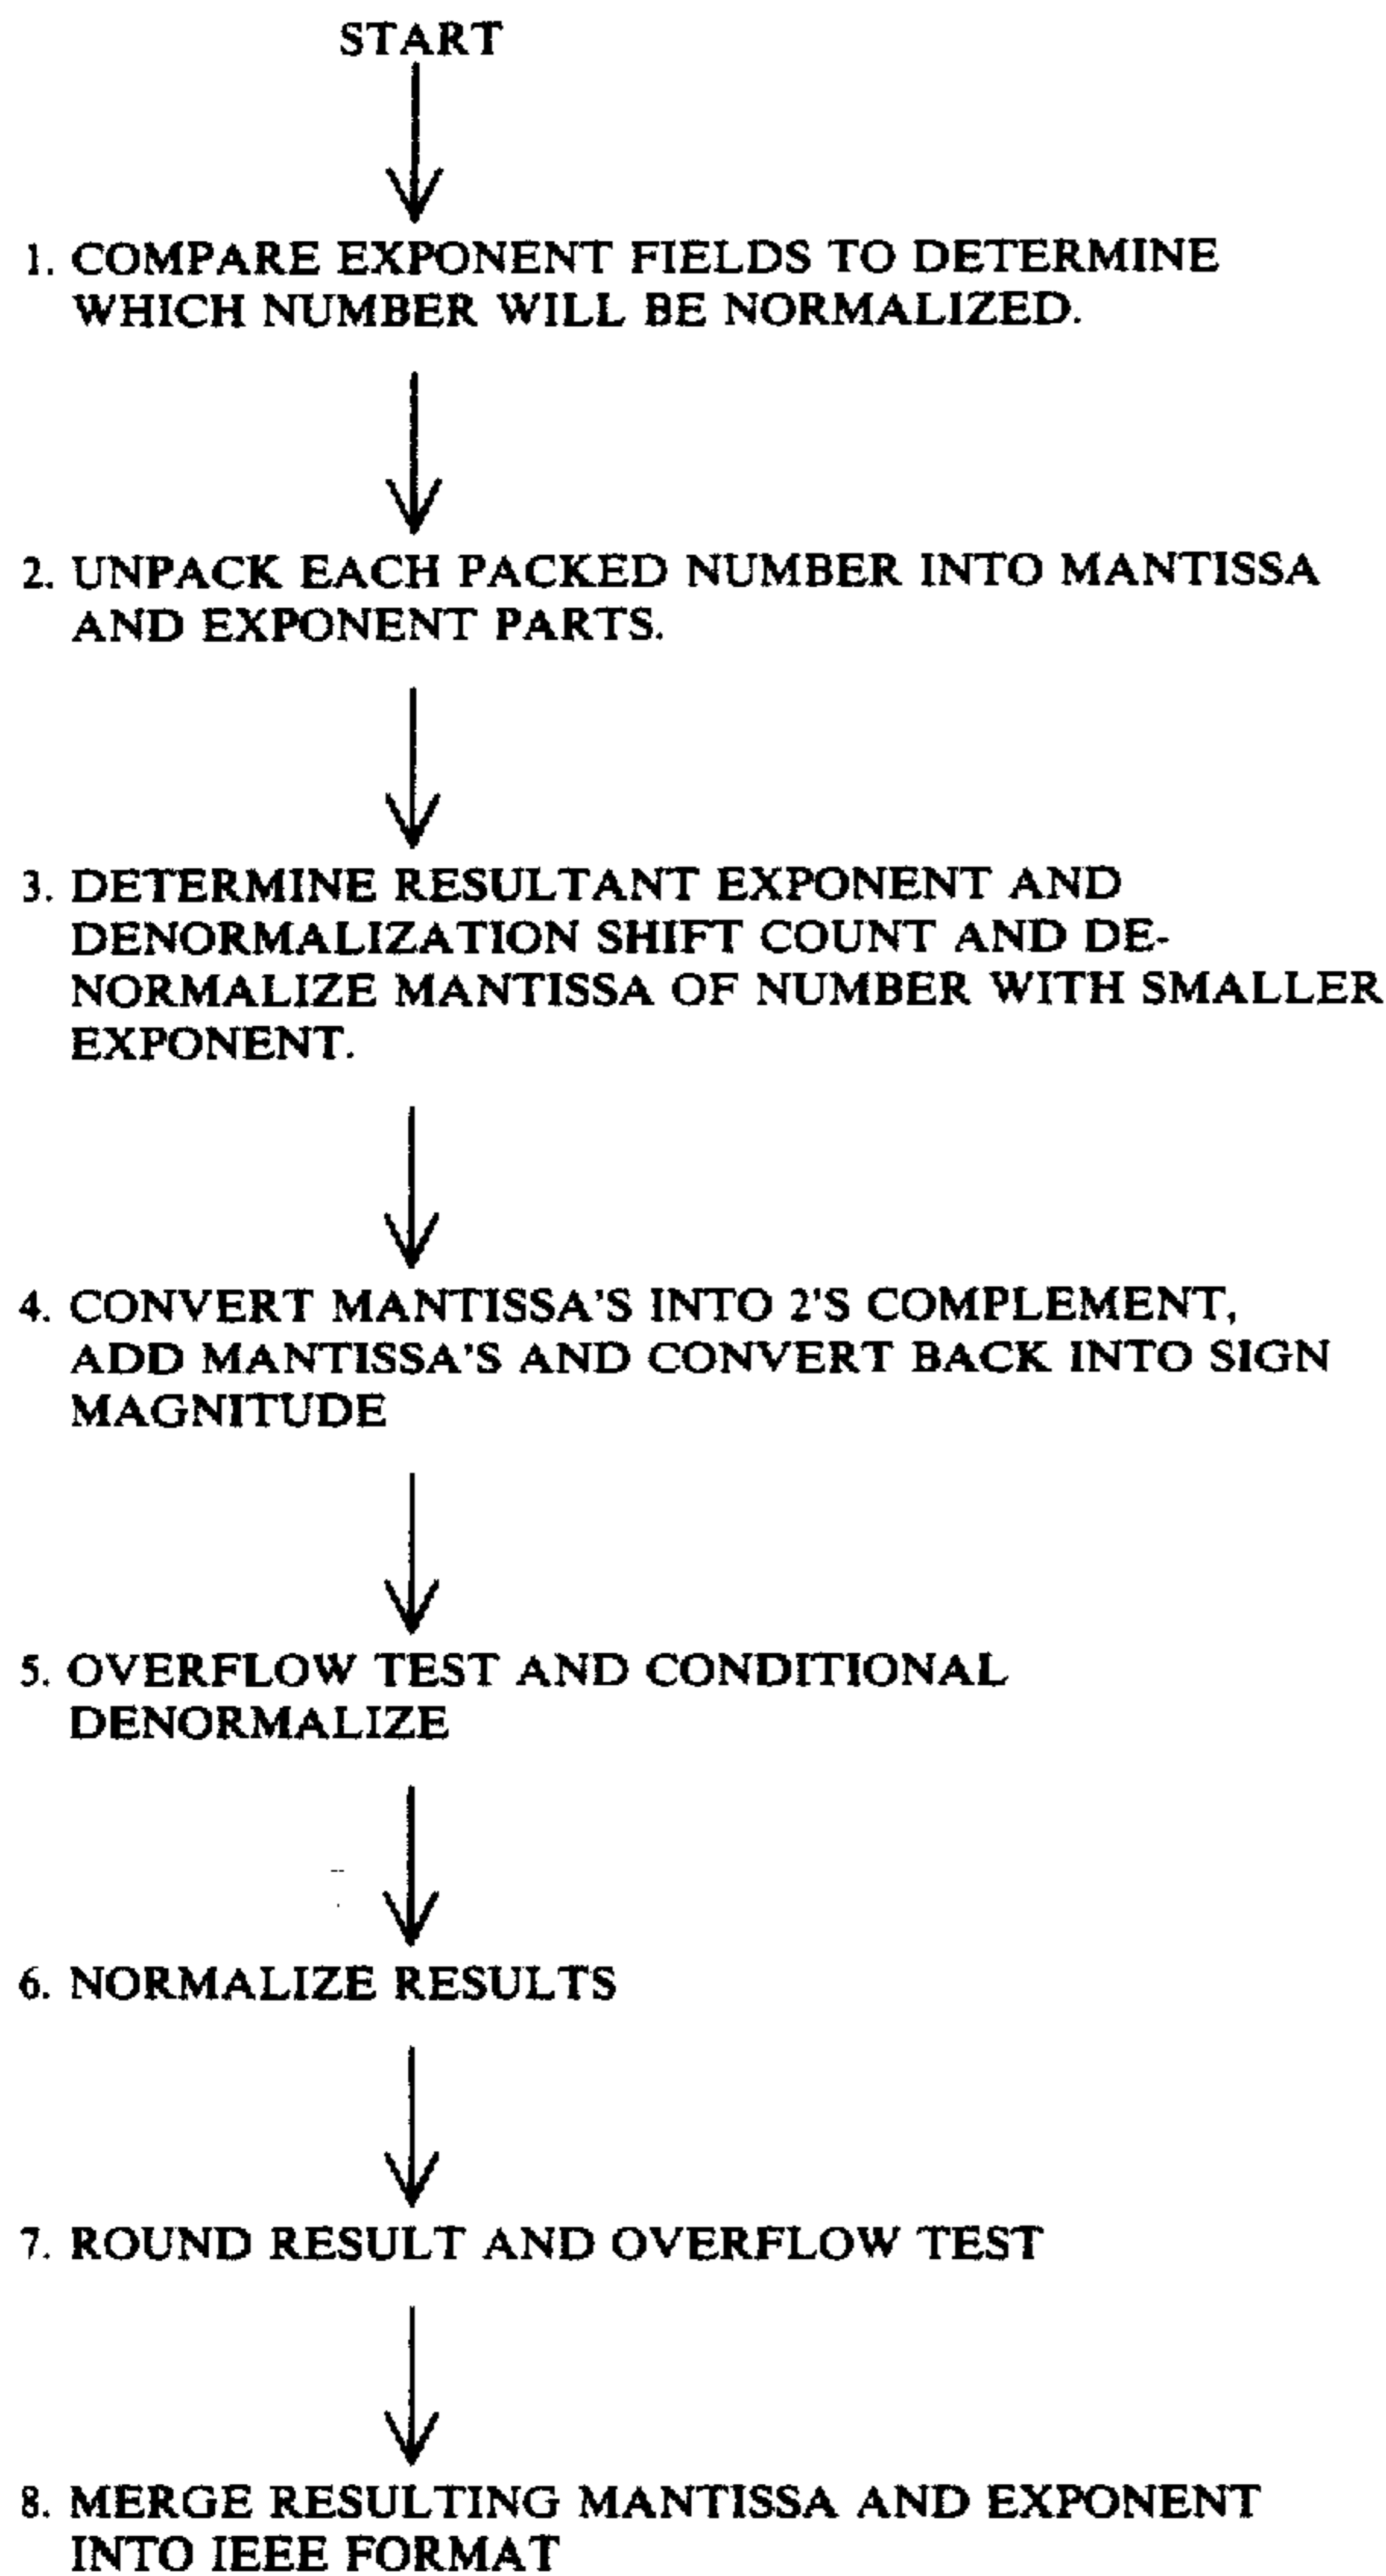 START
1. COMPARE EXPONENT FIELDS TO DETERMINE
WHICH NUMBER WILL BE NORMALIZED.
2. UNPACK EACH PACKED NUMBER INTO MANTISSA
AND EXPONENT PARTS.
3. DETERMINE RESULTANT EXPONENT AND
DENORMALIZATION SHIFT COUNT AND DE-
NORMALIZE MANTISSA OF NUMBER WITH SMALLER
EXPONENT.
4. CONVERT MANTISSA'S INTO 2'S COMPLEMENT,
ADD MANTISSA'S AND CONVERT BACK INTO SIGN
MAGNITUDE
5. OVERFLOW TEST AND CONDITIONAL
DENORMALIZE
6. NORMALIZE RESULTS
7. ROUND RESULT AND OVERFLOW TEST
8. MERGE RESULTING MANTISSA AND EXPONENT
INTO IEEE FORMAT